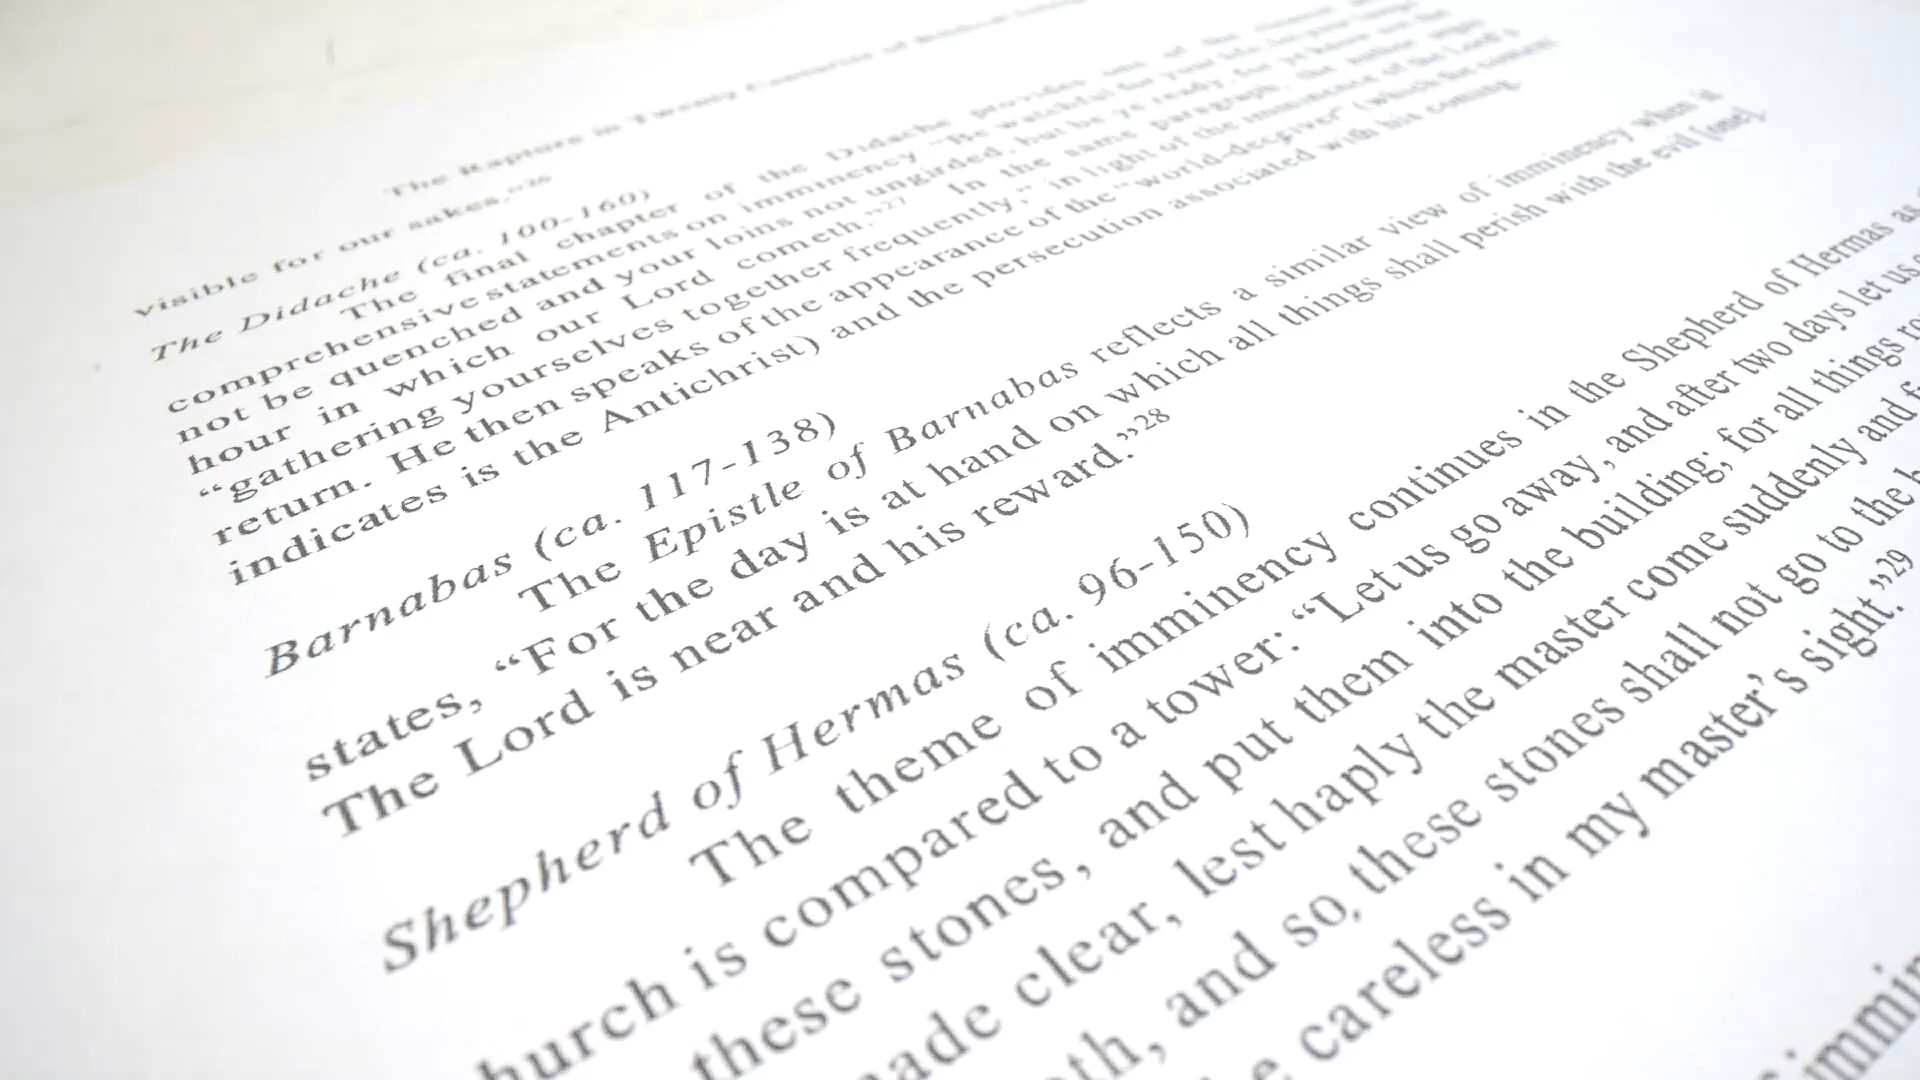 The Rapture in Twenty Centuries of Biblical
visible for our sakes."26
The Didache (ca. 100-160)
The final chapter of the Didache provides one of the
comprehensive statements on imminency. "Be watchful for your life,
not be quenched and your loins not ungirded, but be ye ready, for ye know not the
hour in which our Lord cometh."27 In the same paragraph, the author
"gathering yourselves together frequently," in light of the imminence of the Lord's
return. He then speaks of the appearance of the "world-deceiver" (which the context
indicates is the Antichrist) and the persecution associated with his coming.
Barnabas (ca. 117-138)
The Epistle of Barnabas reflects a similar view of imminency when it
states, "For the day is at hand on which all things shall perish with the evil [one].
The Lord is near and his reward."28
Shepherd of Hermas (ca. 96-150)
The theme of imminency continues in the Shepherd of Hermas as
hurch is compared to a tower: "Let us go away, and after two days let us
these stones, and put them into the building; for all things
ade clear, lest haply the master come suddenly and
th, and so, these stones shall not go to the
e careless in my master's sight."29